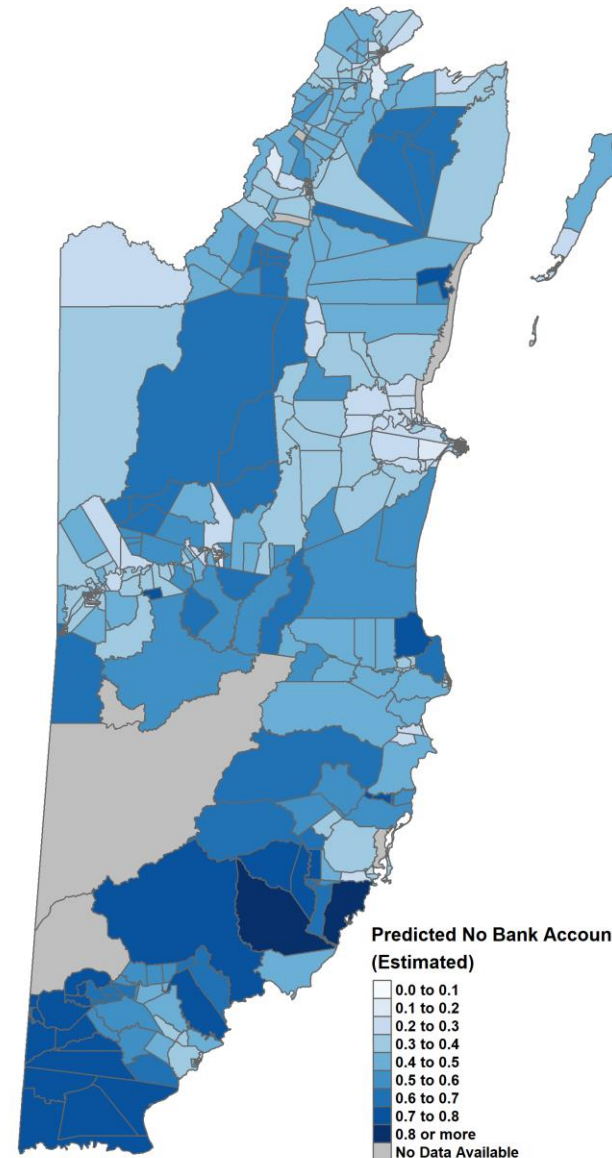 Predicted No Bank Accoun
(Estimated)
0.0 to 0.1
0.1 to 0.2
0.2 to 0.3
0.3 to 0.4
0.4 to 0.5
0.5 to 0.6
0.6 to 0.7
0.7 to 0.8
0.8 or more
No Data Available